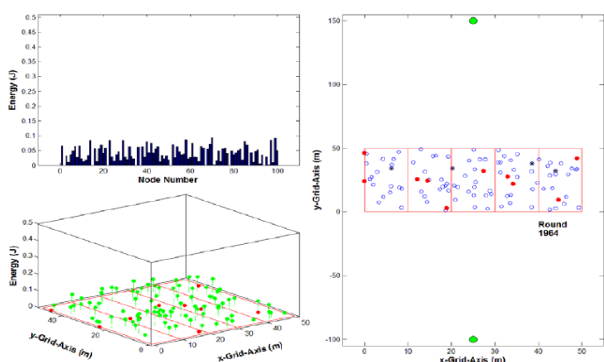 0.5
0.45
0.4
0.35
0.3
0.25
0.2
0.15
0.1
0.05
0
Energy (J)
0 20 40 60 80 100
Node Number
0.5
0.4
0.3
0.2
0.1
0
Energy (J)
40
20
0
y-Grid-Axis (m)
0 10 20 30 40 50
x-Grid-Axis (m)
150
100
50
0
-50
-100
y-Grid-Axis (m)
Round
1964
0 10 20 30 40 50
x-Grid-Axis (m)